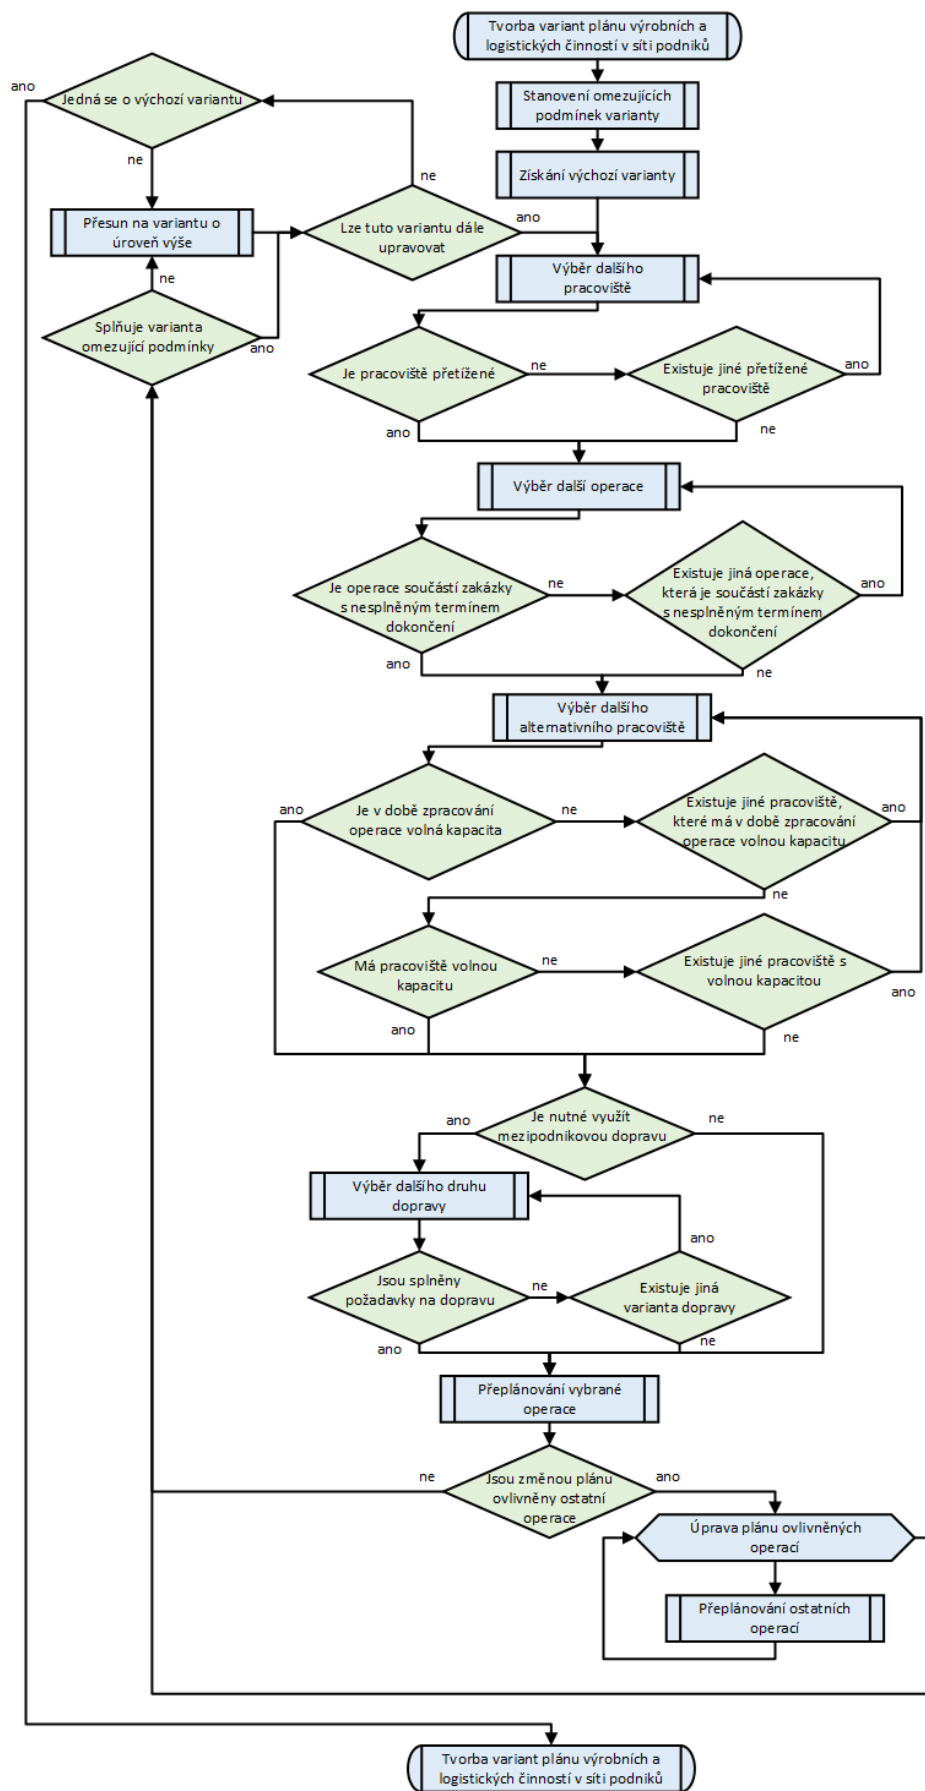 Tvorba variant plánu výrobních a
logistických činností v síti podniků
Stanovení omezujících
podmínek varianty
Získání výchozí varianty
ano
Jedná se o výchozí variantu
ne
ne
Přesun na variantu o
úroveň výše
Lze tuto variantu dále
upravovat
ano
Výběr dalšího
pracoviště
ne
Splňuje varianta
omezující podmínky
ano
Je pracoviště přetížené
ne
Existuje jiné přetížené
pracoviště
ano
ano
ne
Výběr další operace
Je operace součástí zakázky
s nesplněným termínem
dokončení
ne
Existuje jiná operace,
která je součástí zakázky
s nesplněným termínem
dokončení
ano
ano
ne
Výběr dalšího
alternativního pracoviště
ano
Je v době zpracování
operace volná kapacita
ne
Existuje jiné pracoviště,
které má v době zpracování
operace volnou kapacitu
ano
ne
Má pracoviště volnou
kapacitu
ne
Existuje jiné pracoviště s
volnou kapacitou
ano
ano
ne
ano
Je nutné využít
mezipodnikovou dopravu
ne
Výběr dalšího druhu
dopravy
ano
Jsou splněny
požadavky na dopravu
ne
Existuje jiná
varianta dopravy
ano
ne
Přeplánování vybrané
operace
ne
Jsou změnou plánu
ovlivněny ostatní
operace
ano
Úprava plánu ovlivněných
operací
Přeplánování ostatních
operací
Tvorba variant plánu výrobních a
logistických činností v síti podniků